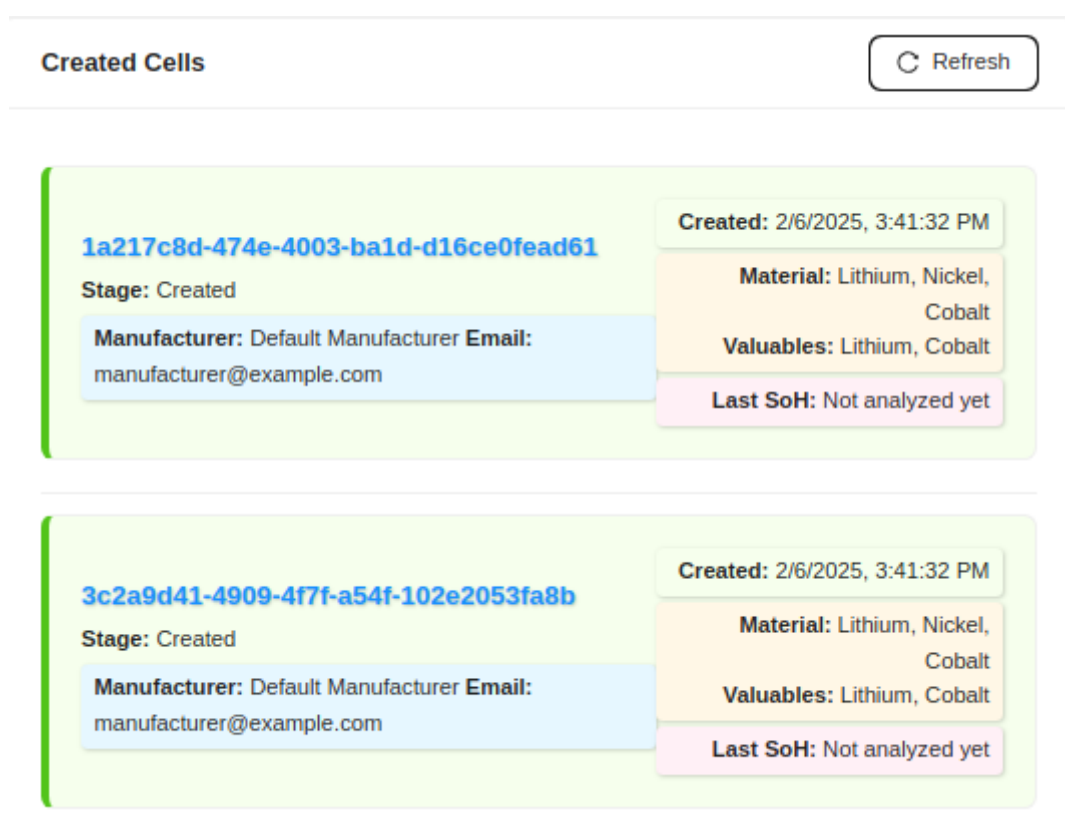 Created Cells
Refresh
1a217c8d-474e-4003-ba1d-d16ce0fead61
Stage: Created
Manufacturer: Default Manufacturer Email:
manufacturer@example.com
Created: 2/6/2025, 3:41:32 PM
Material: Lithium, Nickel,
Cobalt
Valuables: Lithium, Cobalt
Last SoH: Not analyzed yet
3c2a9d41-4909-4f7f-a54f-102e2053fa8b
Stage: Created
Manufacturer: Default Manufacturer Email:
manufacturer@example.com
Created: 2/6/2025, 3:41:32 PM
Material: Lithium, Nickel,
Cobalt
Valuables: Lithium, Cobalt
Last SoH: Not analyzed yet